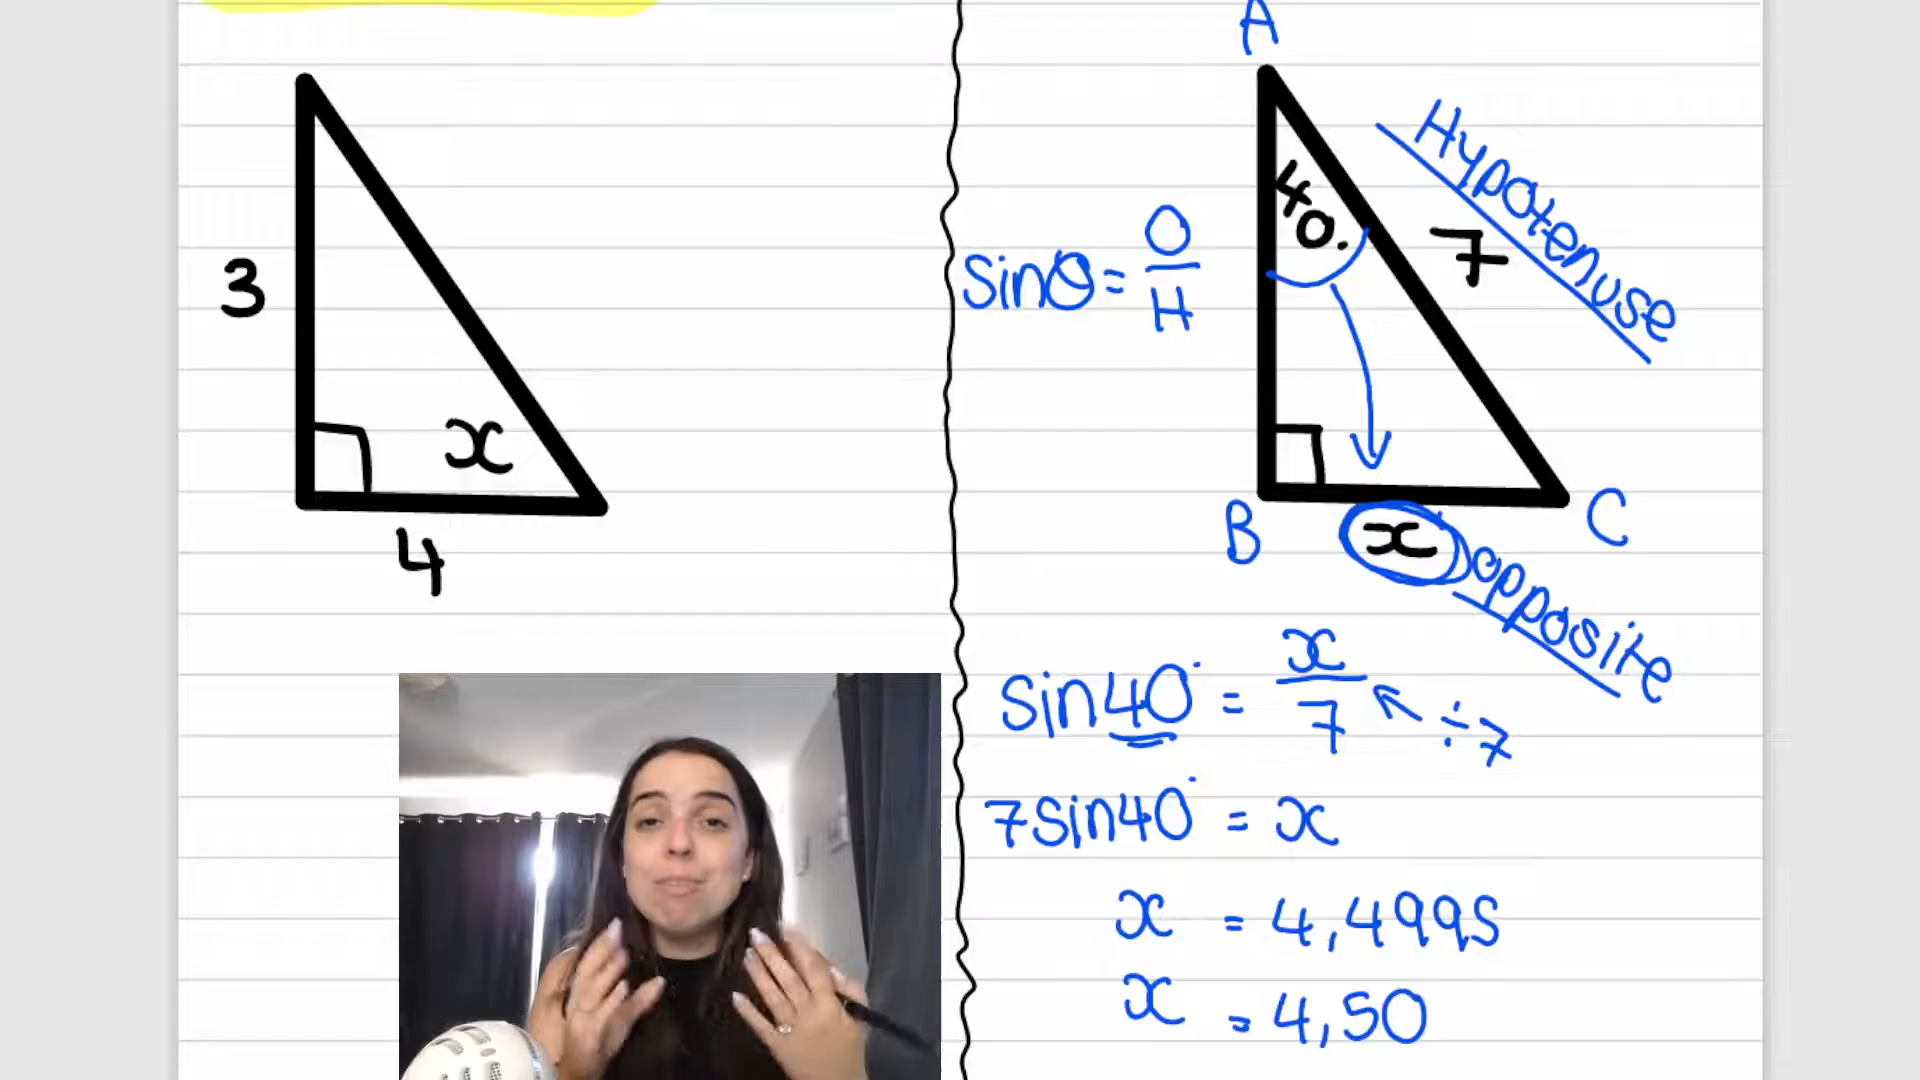 3
x
4
A
40°
Hypotenuse
7
sinθ = O/H
B
x
C
opposite
sin40° = x/7
÷7
7sin40° = x
x = 4,4995
x = 4,50